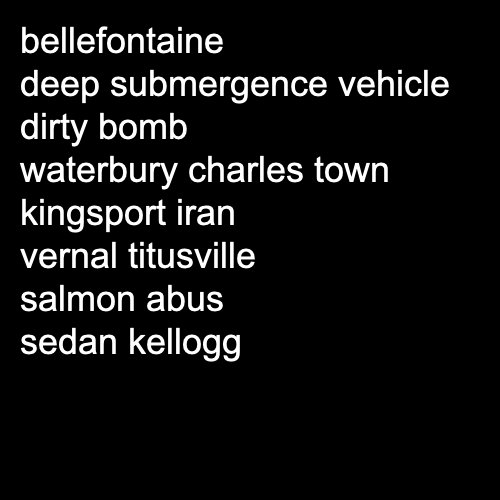 bellefontaine
deep submergence vehicle
dirty bomb
waterbury charles town
kingsport iran
vernal titusville
salmon abus
sedan kellogg